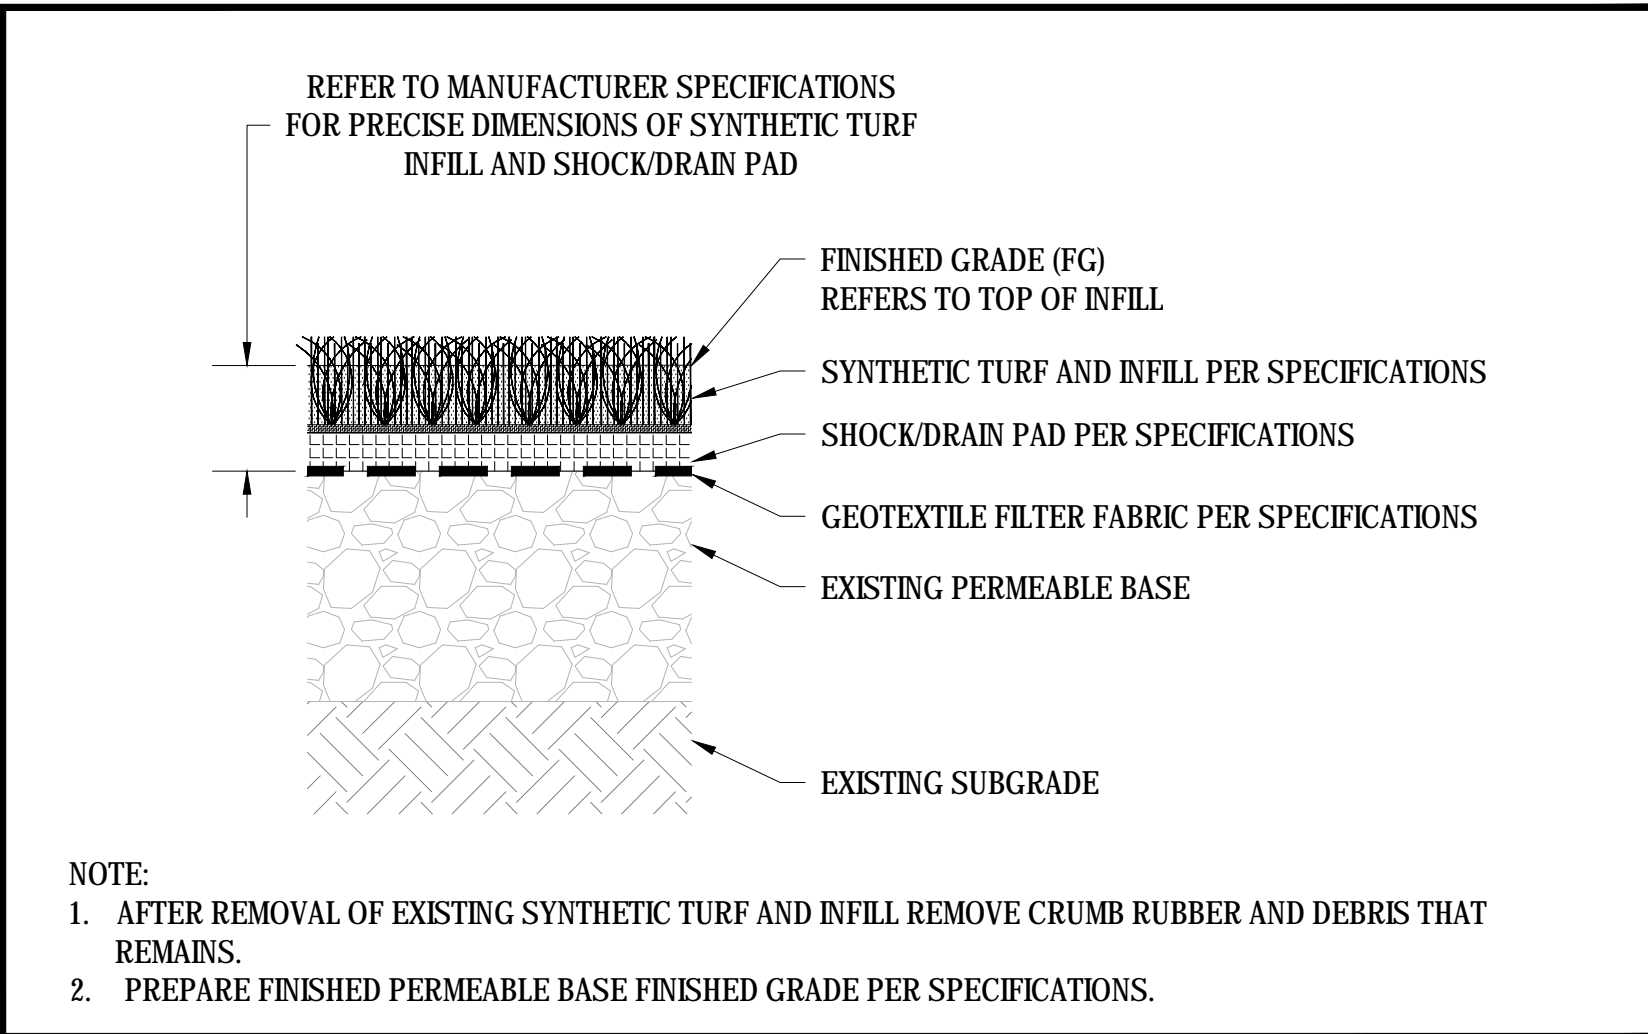 REFER TO MANUFACTURER SPECIFICATIONS
FOR PRECISE DIMENSIONS OF SYNTHETIC TURF
INFILL AND SHOCK/DRAIN PAD
FINISHED GRADE (FG)
REFERS TO TOP OF INFILL
SYNTHETIC TURF AND INFILL PER SPECIFICATIONS
SHOCK/DRAIN PAD PER SPECIFICATIONS
GEOTEXTILE FILTER FABRIC PER SPECIFICATIONS
EXISTING PERMEABLE BASE
EXISTING SUBGRADE
NOTE:
1. AFTER REMOVAL OF EXISTING SYNTHETIC TURF AND INFILL REMOVE CRUMB RUBBER AND DEBRIS THAT
REMAINS.
2. PREPARE FINISHED PERMEABLE BASE FINISHED GRADE PER SPECIFICATIONS.